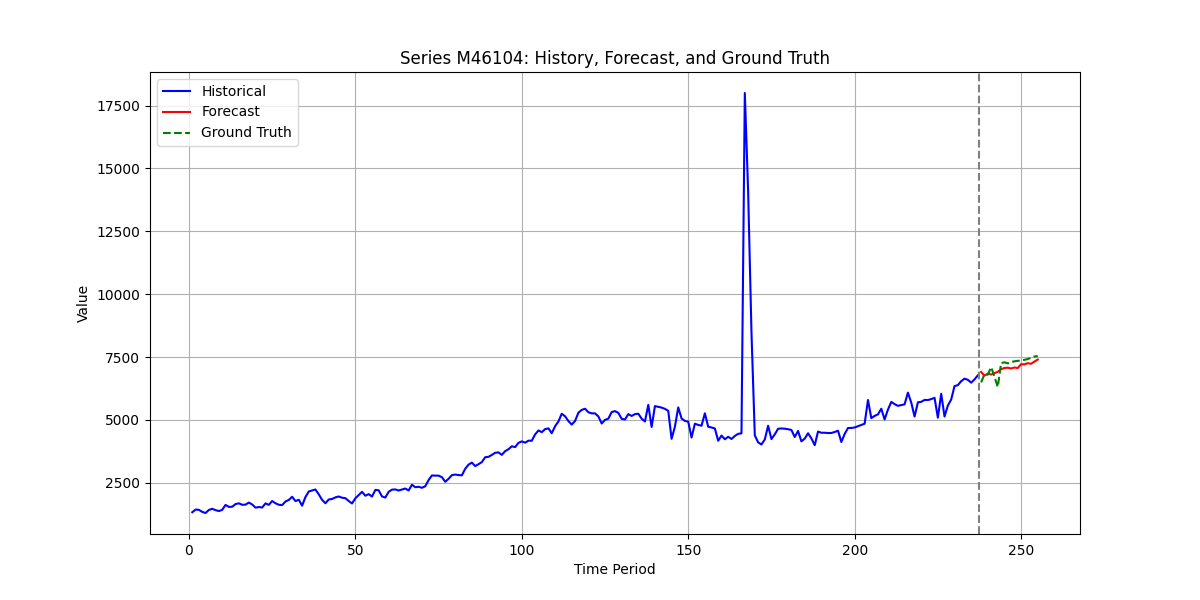 Series M46104: History, Forecast, and Ground Truth
Historical
Forecast
Ground Truth
17500
15000
12500
10000
7500
5000
2500
Value
0
50
100
150
200
250
Time Period